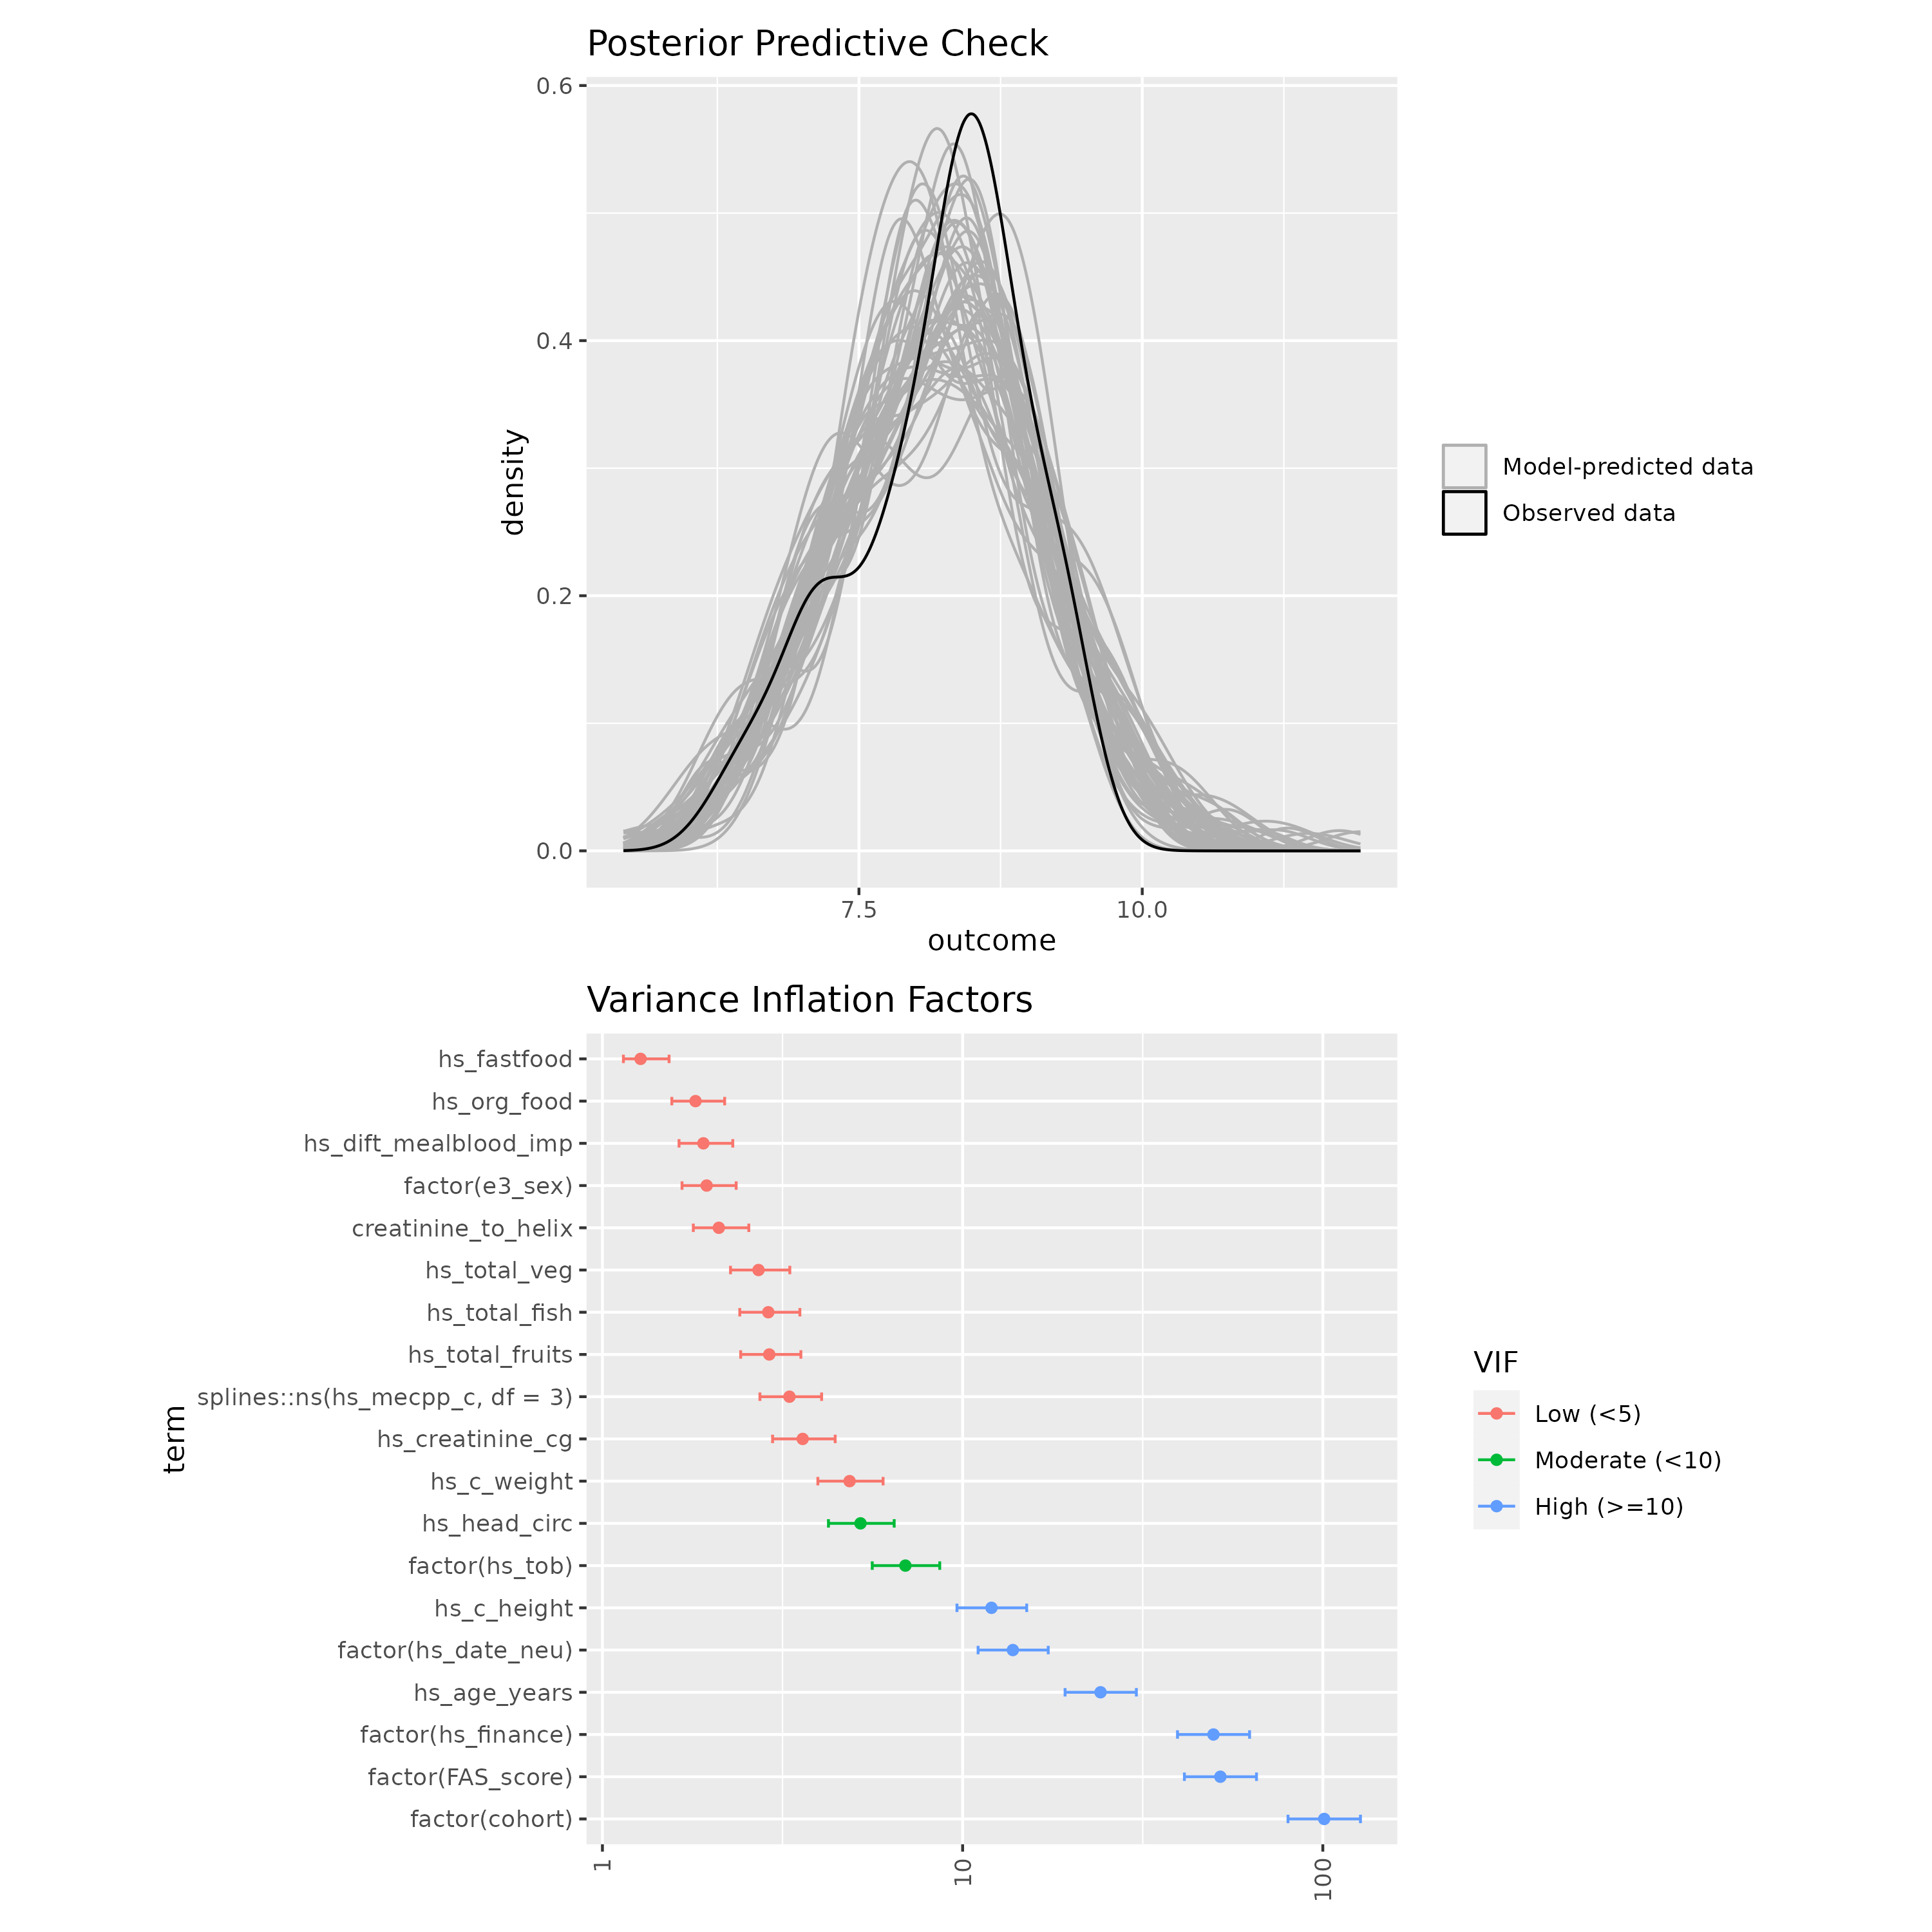 Posterior Predictive Check
0.6
0.4
0.2
0.0
density
7.5
10.0
outcome
Model-predicted data
Observed data
Variance Inflation Factors
hs_fastfood
hs_org_food
hs_dift_mealblood_imp
factor(e3_sex)
creatinine_to_helix
hs_total_veg
hs_total_fish
hs_total_fruits
splines::ns(hs_mecpp_c, df = 3)
hs_creatinine_cg
hs_c_weight
hs_head_circ
factor(hs_tob)
hs_c_height
factor(hs_date_neu)
hs_age_years
factor(hs_finance)
factor(FAS_score)
factor(cohort)
term
1
10
100
VIF
Low (<5)
Moderate (<10)
High (>=10)